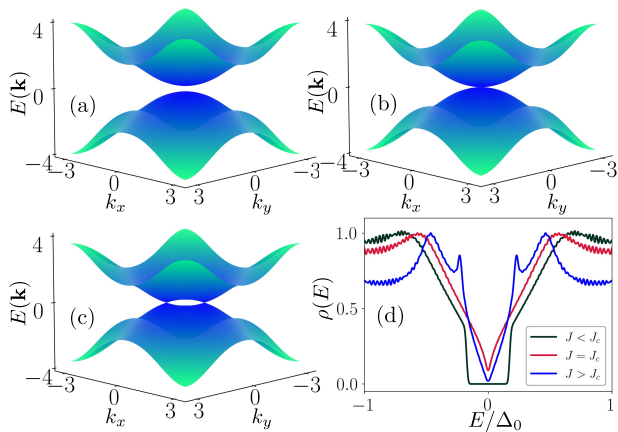 4
0
−4
E(k)
(a)
−3
0
3
k_x
3
0
−3
k_y
4
0
−4
E(k)
(b)
−3
0
3
k_x
3
0
−3
k_y
4
0
−4
E(k)
(c)
−3
0
3
k_x
3
0
−3
k_y
1.0
0.5
0.0
ρ(E)
(d)
J < J_c
J = J_c
J > J_c
−1
0
1
E/Δ_0